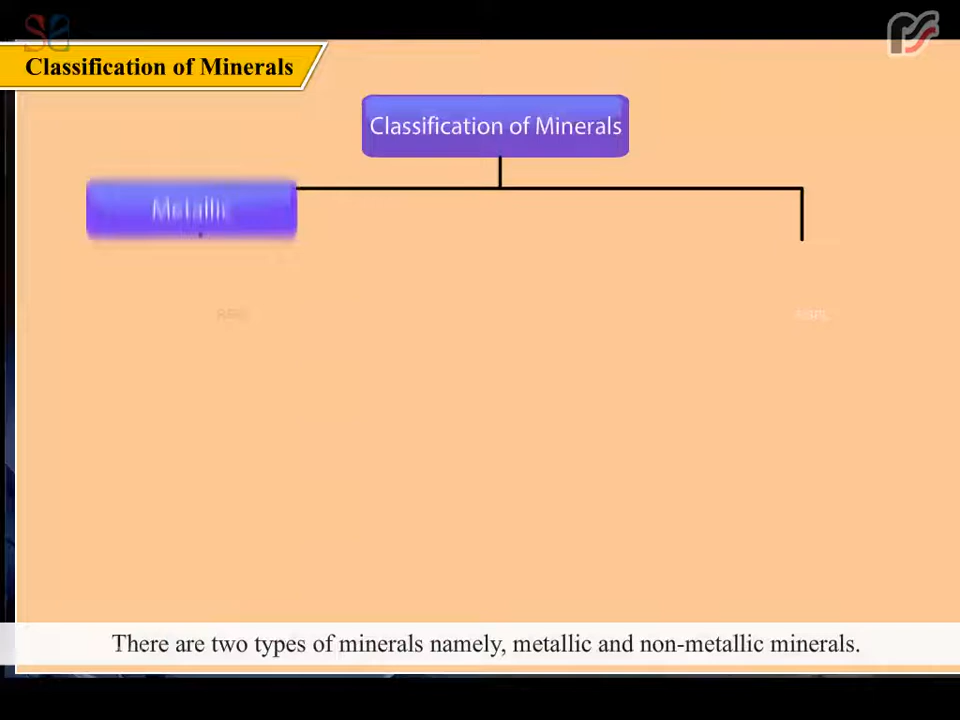 Classification of Minerals
Classification of Minerals
Metallic
There are two types of minerals namely, metallic and non-metallic minerals.